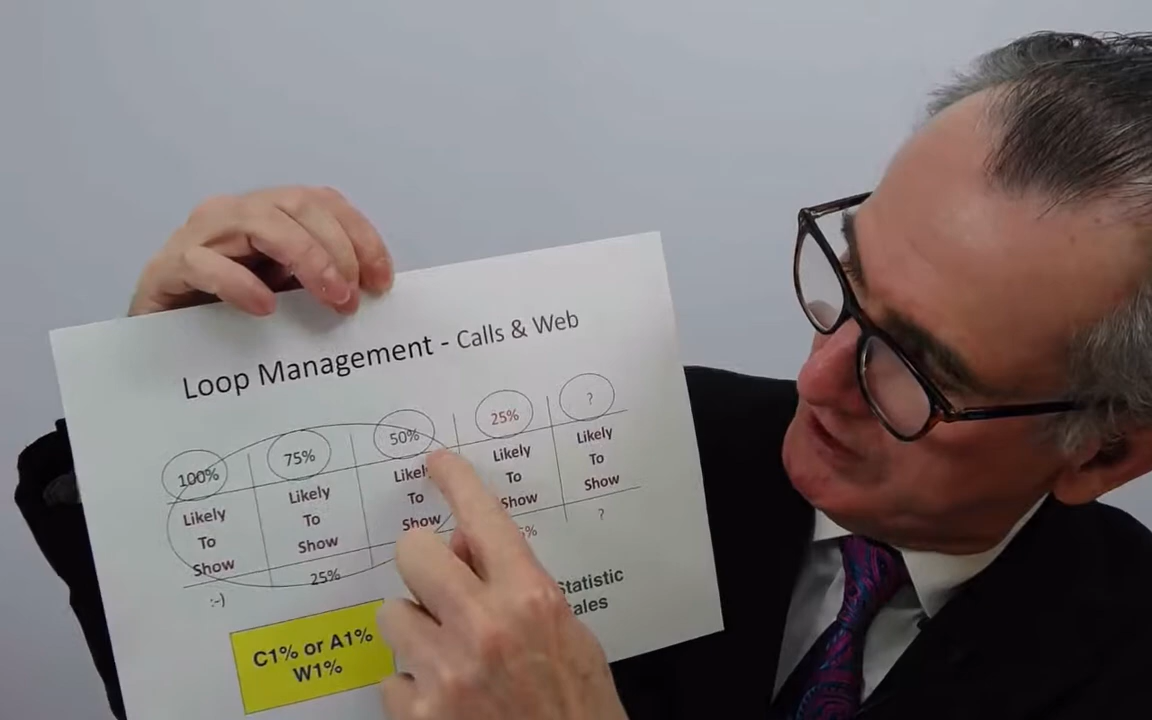 Loop Management - Calls & Web
100% 75% 50% 25% ?
Likely Likely Likely Likely Likely
To To To To To
Show Show Show Show Show
:-) 25% 5% ?
C1% or A1%
W1%
Statistic
ales